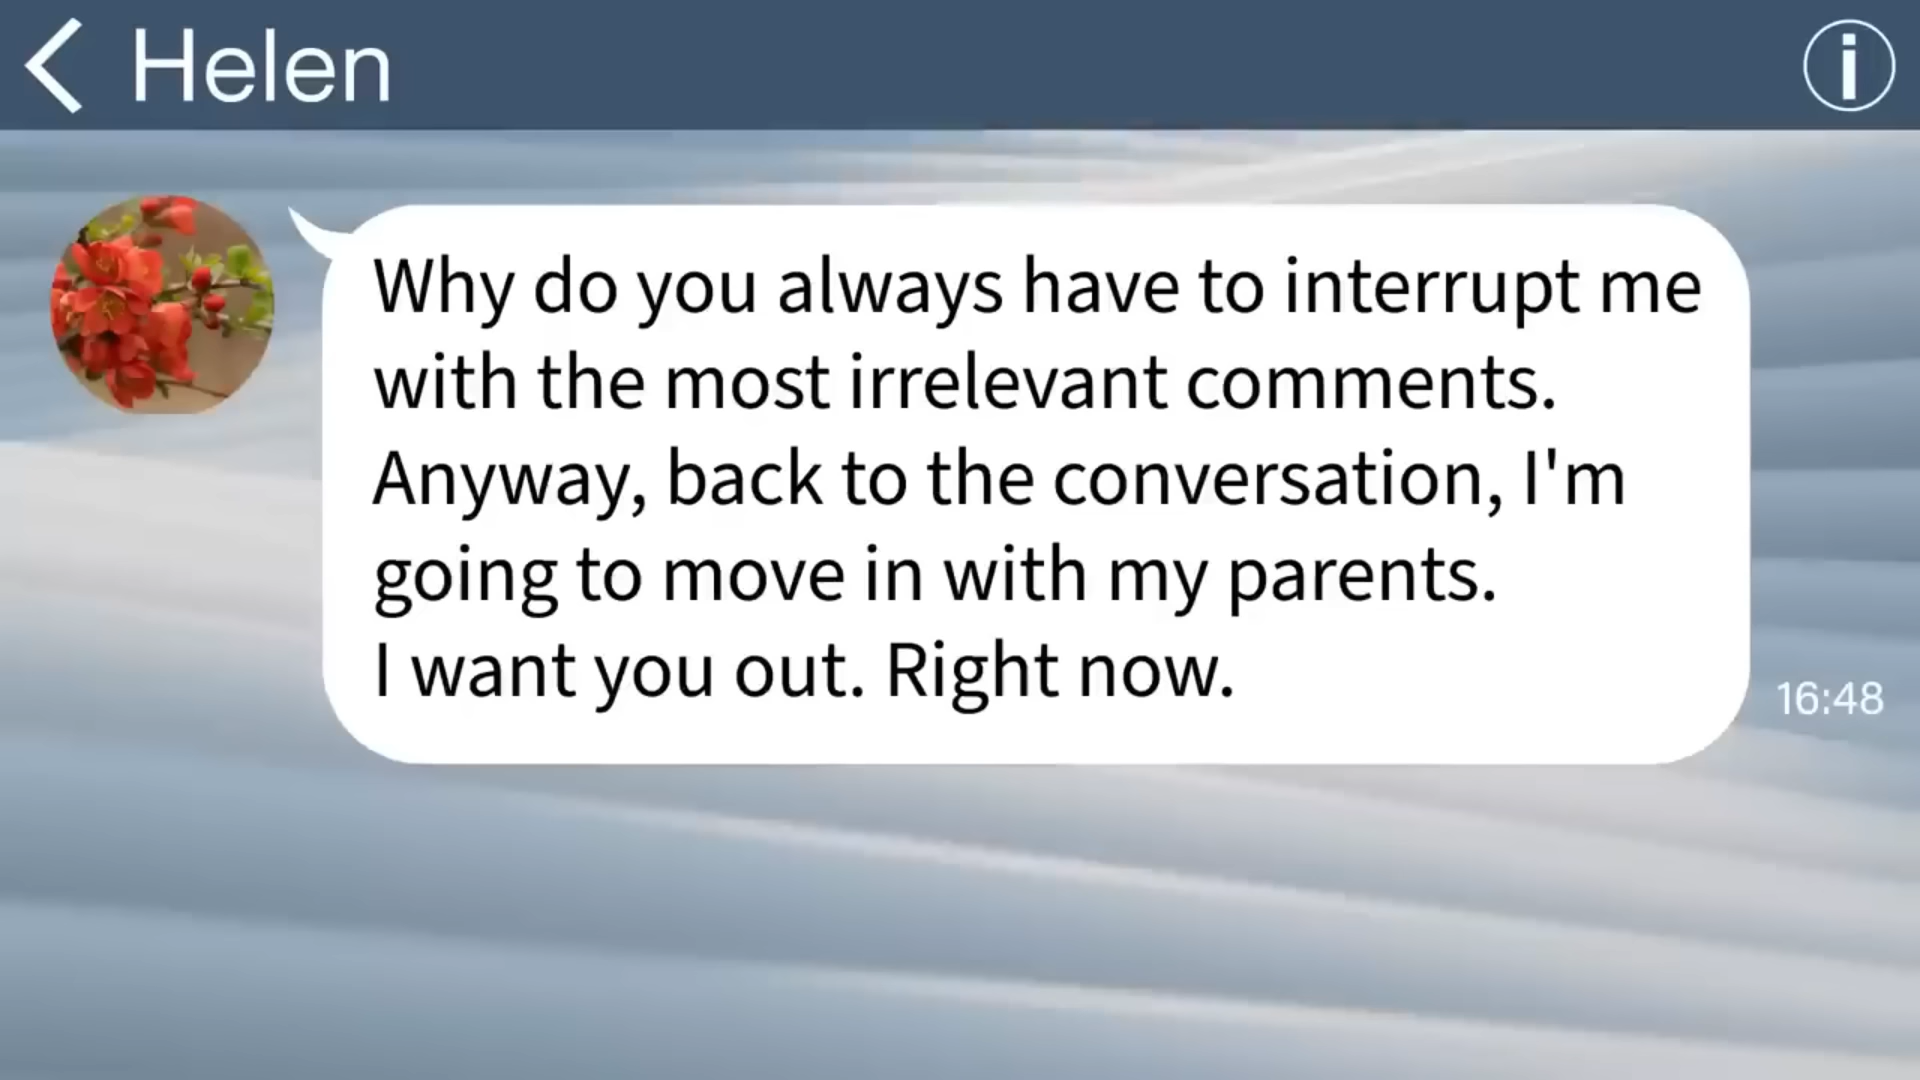 Helen
Why do you always have to interrupt me
with the most irrelevant comments.
Anyway, back to the conversation, I'm
going to move in with my parents.
I want you out. Right now.
16:48